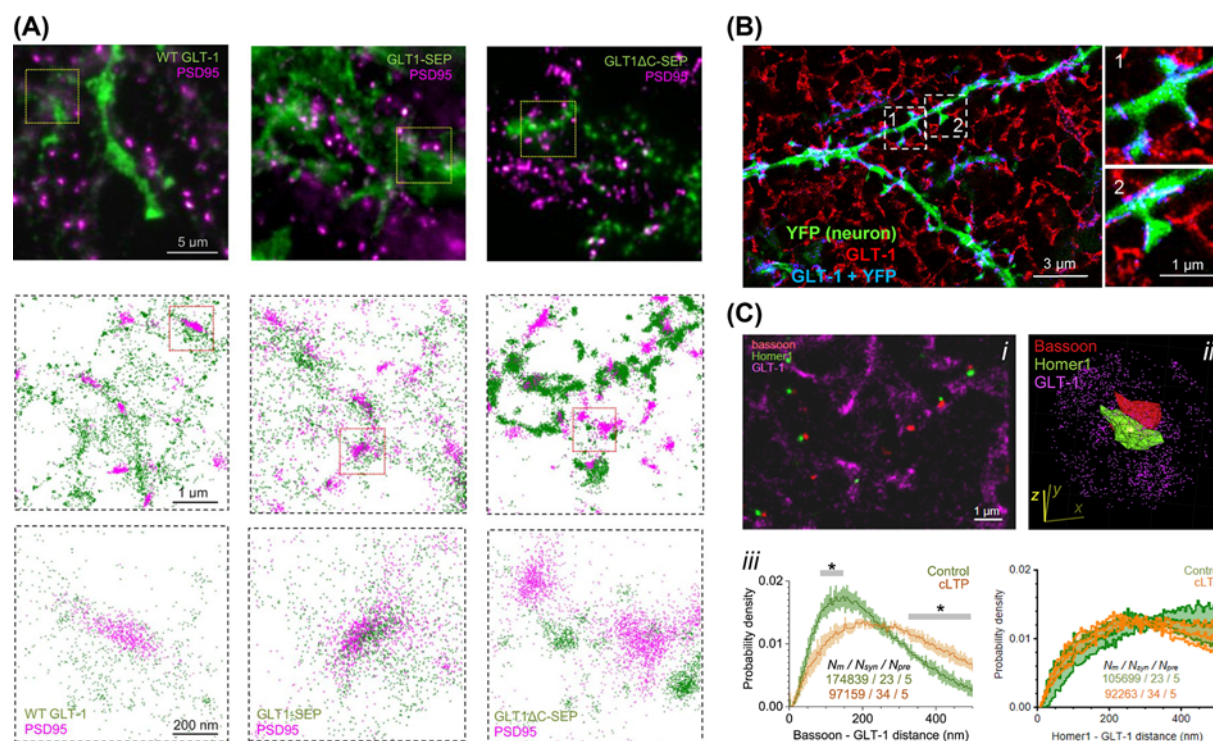 (A)
WT GLT-1
PSD95
5 µm
GLT1-SEP
PSD95
GLT1ΔC-SEP
PSD95
1 µm
WT GLT-1
PSD95
200 nm
GLT1-SEP
PSD95
GLT1ΔC-SEP
PSD95
(B)
1
2
YFP (neuron)
GLT-1
GLT-1 + YFP
3 µm
1
2
1 µm
(C)
bassoon
Homer1
GLT-1
i
1 µm
Bassoon
Homer1
GLT-1
ii
z
y
x
iii
Probability density
0.02
0.01
0.00
*
*
Control
cLTP
Nm / Nsyn / Npre
174839 / 23 / 5
97159 / 34 / 5
0 200 400
Bassoon - GLT-1 distance (nm)
Probability density
0.02
0.01
0.00
cLTP
Nm / Nsyn / Npre
105699 / 23 / 5
92263 / 34 / 5
0 200 400
Homer1 - GLT-1 distance (nm)